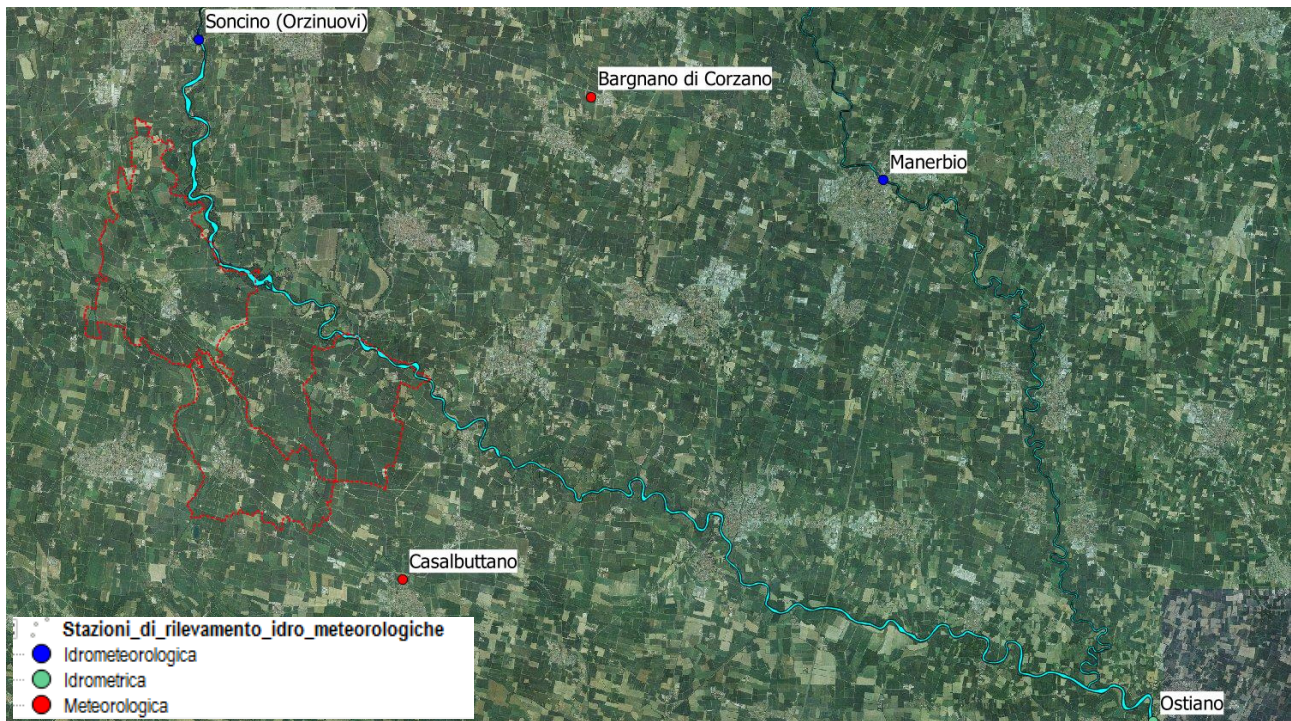 Soncino (Orzinuovi)
Bargnano di Corzano
Manerbio
Casalbuttano
Ostiano
Stazioni_di_rilevamento_idro_meteorologiche
Idrometeorologica
Idrometrica
Meteorologica